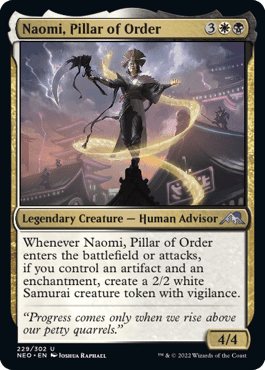 Naomi, Pillar of Order 3
Legendary Creature — Human Advisor
Whenever Naomi, Pillar of Order
enters the battlefield or attacks,
if you control an artifact and an
enchantment, create a 2/2 white
Samurai creature token with vigilance.
“Progress comes only when we rise above
our petty quarrels.”
4/4
229/302 U
NEO • EN Joshua Raphael ™ & © 2022 Wizards of the Coast